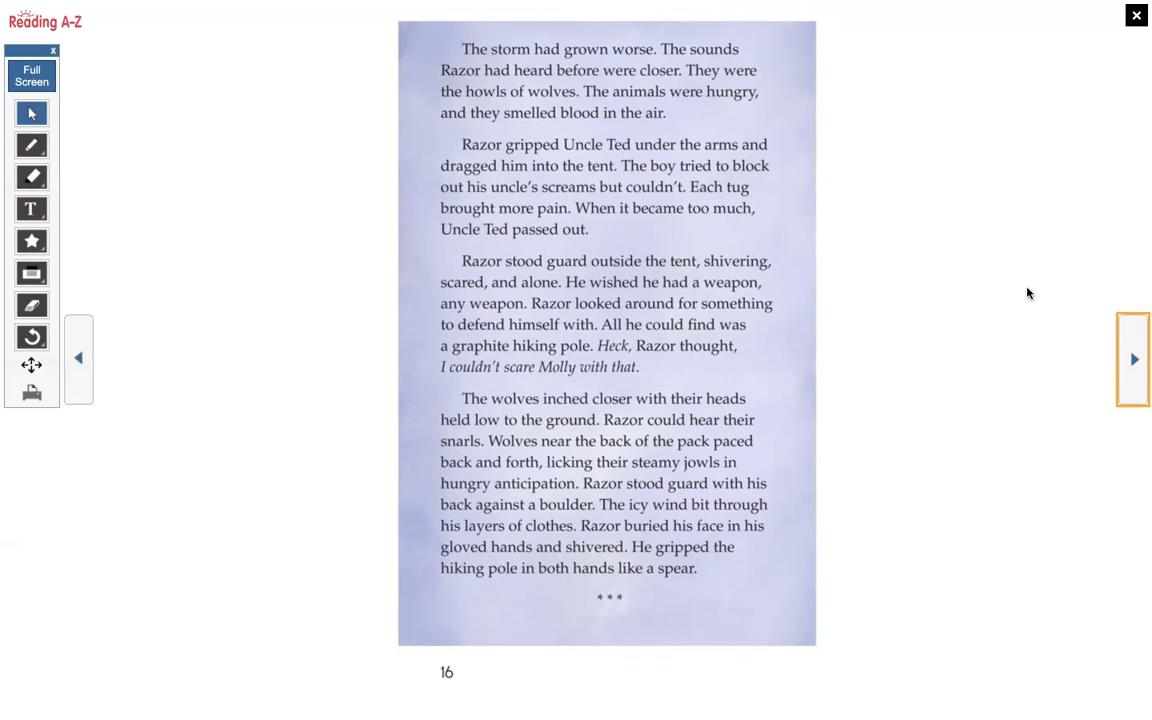 Reading A-Z
x
Full
Screen
T
The storm had grown worse. The sounds
Razor had heard before were closer. They were
the howls of wolves. The animals were hungry,
and they smelled blood in the air.
Razor gripped Uncle Ted under the arms and
dragged him into the tent. The boy tried to block
out his uncle’s screams but couldn’t. Each tug
brought more pain. When it became too much,
Uncle Ted passed out.
Razor stood guard outside the tent, shivering,
scared, and alone. He wished he had a weapon,
any weapon. Razor looked around for something
to defend himself with. All he could find was
a graphite hiking pole. Heck, Razor thought,
I couldn’t scare Molly with that.
The wolves inched closer with their heads
held low to the ground. Razor could hear their
snarls. Wolves near the back of the pack paced
back and forth, licking their steamy jowls in
hungry anticipation. Razor stood guard with his
back against a boulder. The icy wind bit through
his layers of clothes. Razor buried his face in his
gloved hands and shivered. He gripped the
hiking pole in both hands like a spear.
* * *
16